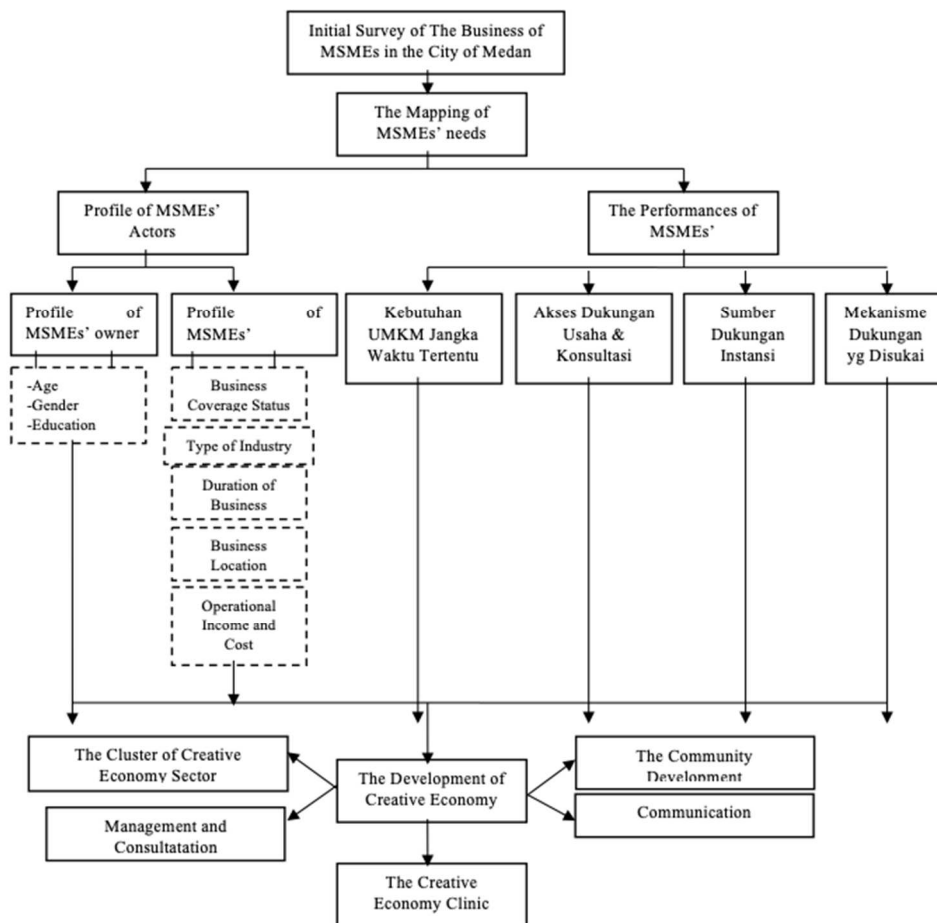 Initial Survey of The Business of
MSMEs in the City of Medan
The Mapping of
MSMEs' needs
Profile of MSMEs'
Actors
The Performances of
MSMEs'
Profile of
MSMEs' owner
Profile of
MSMEs'
Kebutuhan
UMKM Jangka
Waktu Tertentu
Akses Dukungan
Usaha &
Konsultasi
Sumber
Dukungan
Instansi
Mekanisme
Dukungan
yg Disukai
-Age
-Gender
-Education
Business
Coverage Status
Type of Industry
Duration of
Business
Business
Location
Operational
Income and
Cost
The Cluster of Creative
Economy Sector
The Development of
Creative Economy
The Community
Development
Management and
Consultatation
Communication
The Creative
Economy Clinic